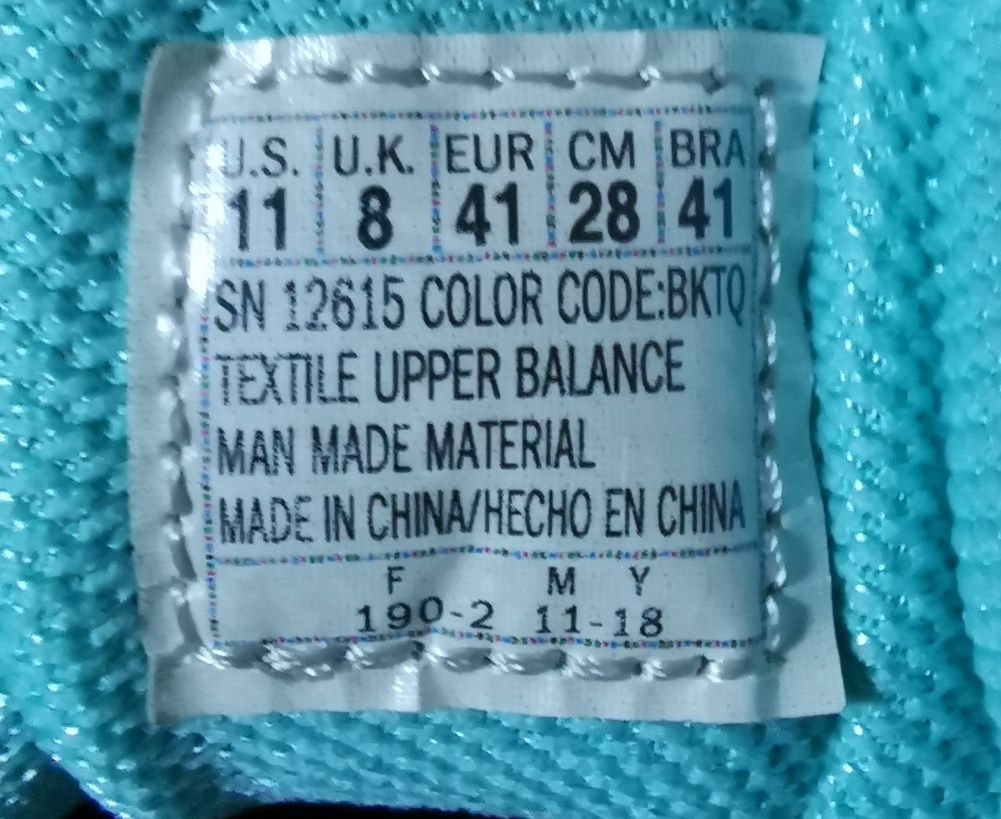 U.S. U.K. EUR CM BRA
11 8 41 28 41
SN 12615 COLOR CODE:BKTQ
TEXTILE UPPER BALANCE
MAN MADE MATERIAL
MADE IN CHINA/HECHO EN CHINA
F M Y
190-2 11-18